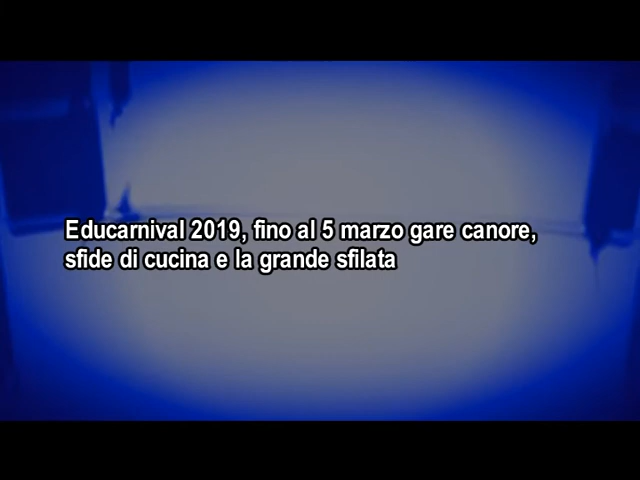 Educarnival 2019, fino al 5 marzo gare canore,
sfide di cucina e la grande sfilata